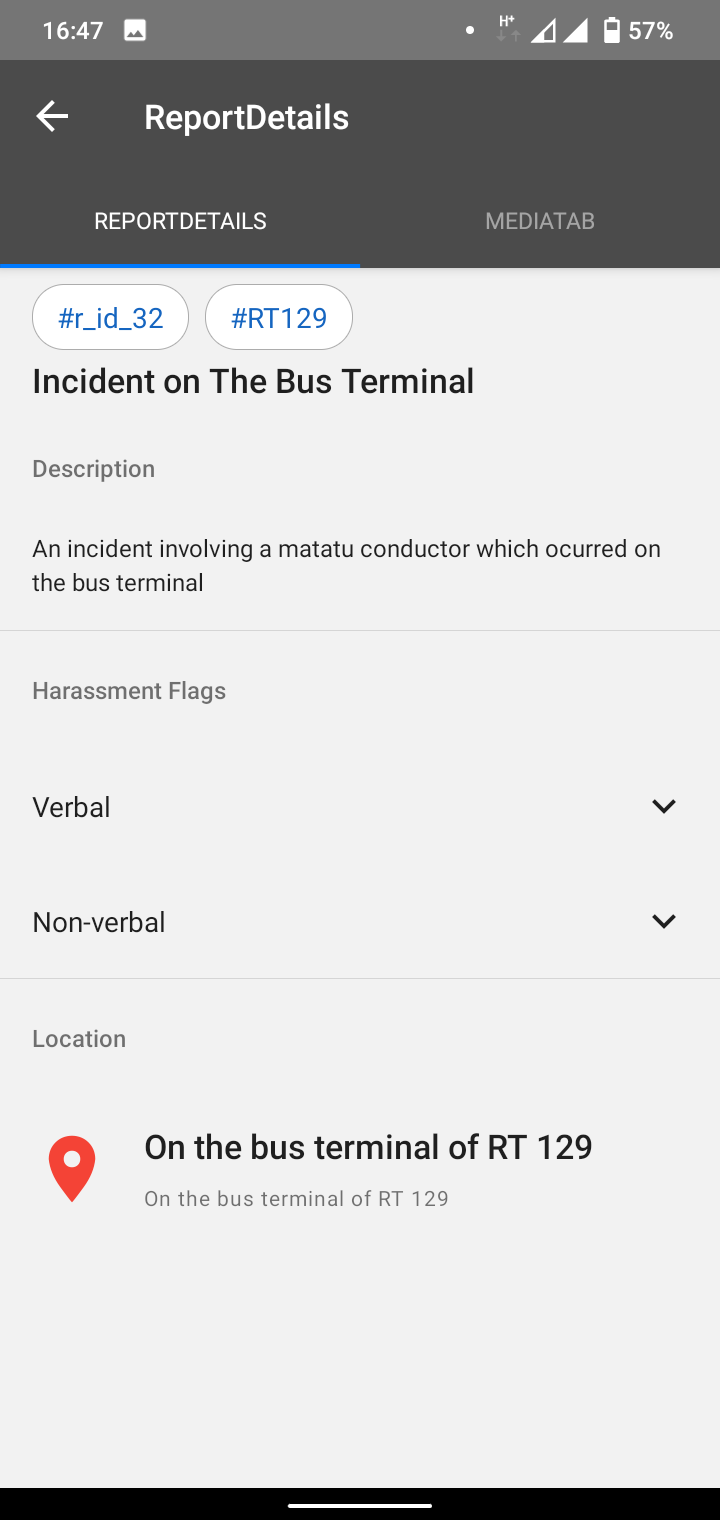 16:47
H+
57%
ReportDetails
REPORTDETAILS
MEDIATAB
#r_id_32
#RT129
Incident on The Bus Terminal
Description
An incident involving a matatu conductor which ocurred on
the bus terminal
Harassment Flags
Verbal
Non-verbal
Location
On the bus terminal of RT 129
On the bus terminal of RT 129